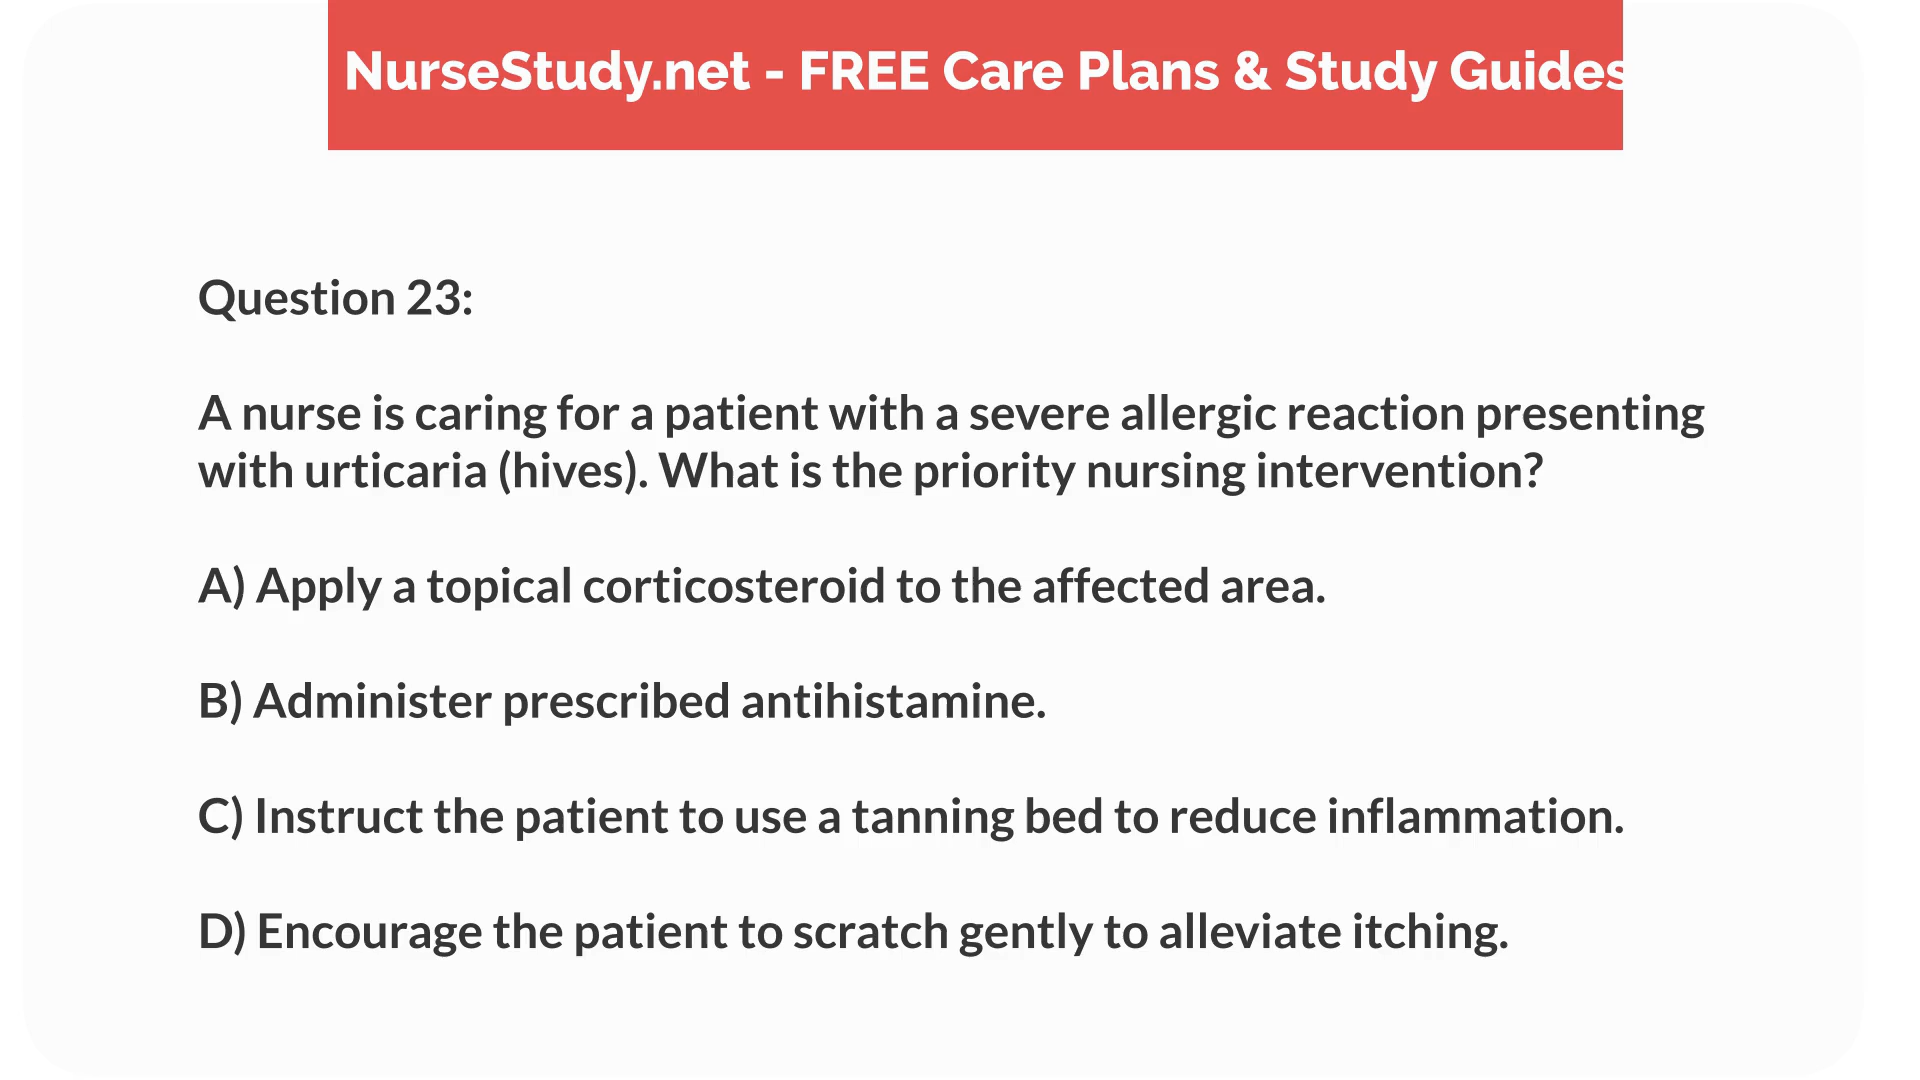 NurseStudy.net - FREE Care Plans & Study Guides
Question 23:
A nurse is caring for a patient with a severe allergic reaction presenting
with urticaria (hives). What is the priority nursing intervention?
A) Apply a topical corticosteroid to the affected area.
B) Administer prescribed antihistamine.
C) Instruct the patient to use a tanning bed to reduce inflammation.
D) Encourage the patient to scratch gently to alleviate itching.